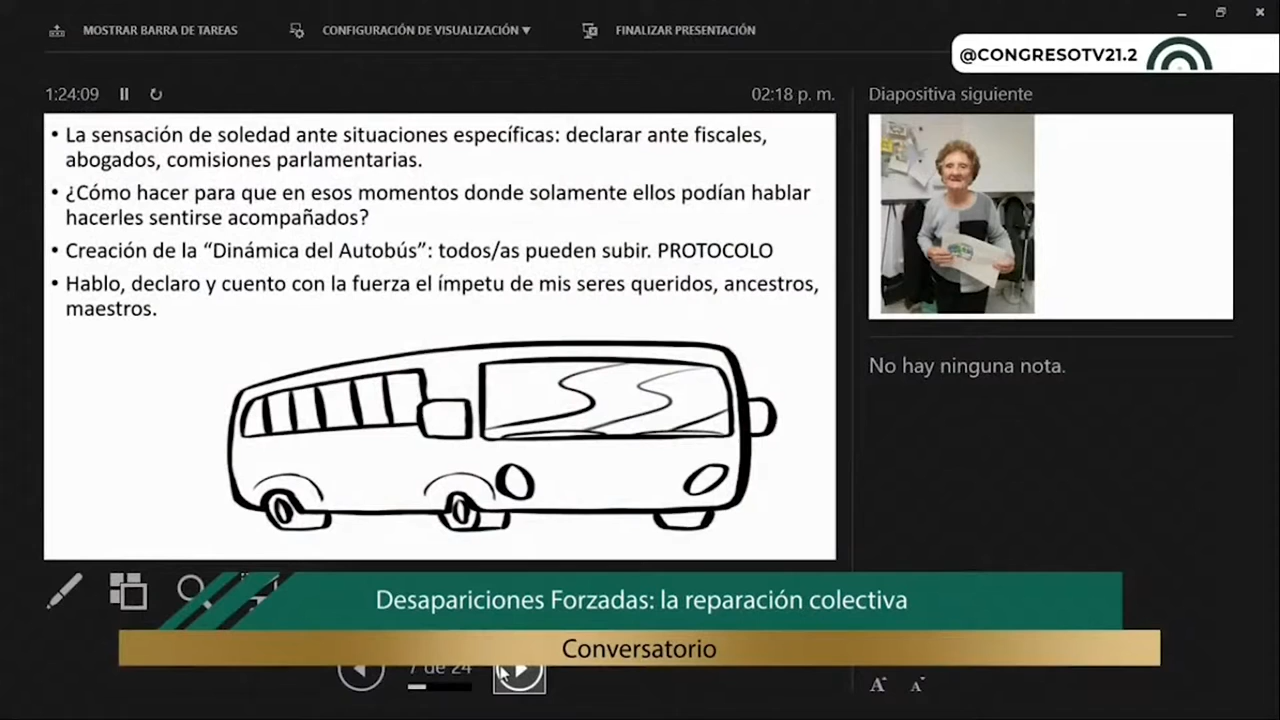 MOSTRAR BARRA DE TAREAS
CONFIGURACIÓN DE VISUALIZACIÓN ▼
FINALIZAR PRESENTACIÓN
@CONGRESOTV21.2
1:24:09
02:18 p. m.
Diapositiva siguiente
• La sensación de soledad ante situaciones específicas: declarar ante fiscales,
abogados, comisiones parlamentarias.
• ¿Cómo hacer para que en esos momentos donde solamente ellos podían hablar
hacerles sentirse acompañados?
• Creación de la “Dinámica del Autobús”: todos/as pueden subir. PROTOCOLO
• Hablo, declaro y cuento con la fuerza el ímpetu de mis seres queridos, ancestros,
maestros.
No hay ninguna nota.
Desapariciones Forzadas: la reparación colectiva
Conversatorio
7 de 24
A A